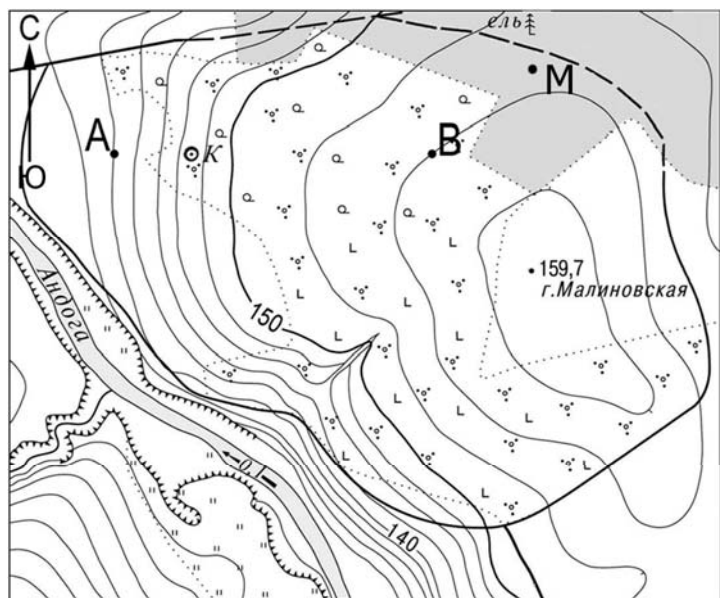 С
ель
М
А
К
В
Ю
Андога
159,7
г.Малиновская
150
0,1
140